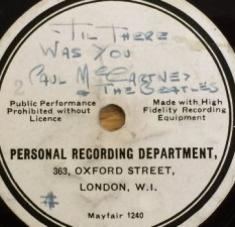 'TIL THERE
WAS YOU
PAUL McCARTNEY
& THE BEATLES
Public Performance
Prohibited without
Licence
Made with High
Fidelity Recording
Equipment
PERSONAL RECORDING DEPARTMENT,
363, OXFORD STREET,
LONDON, W.I.
#
Mayfair 1240